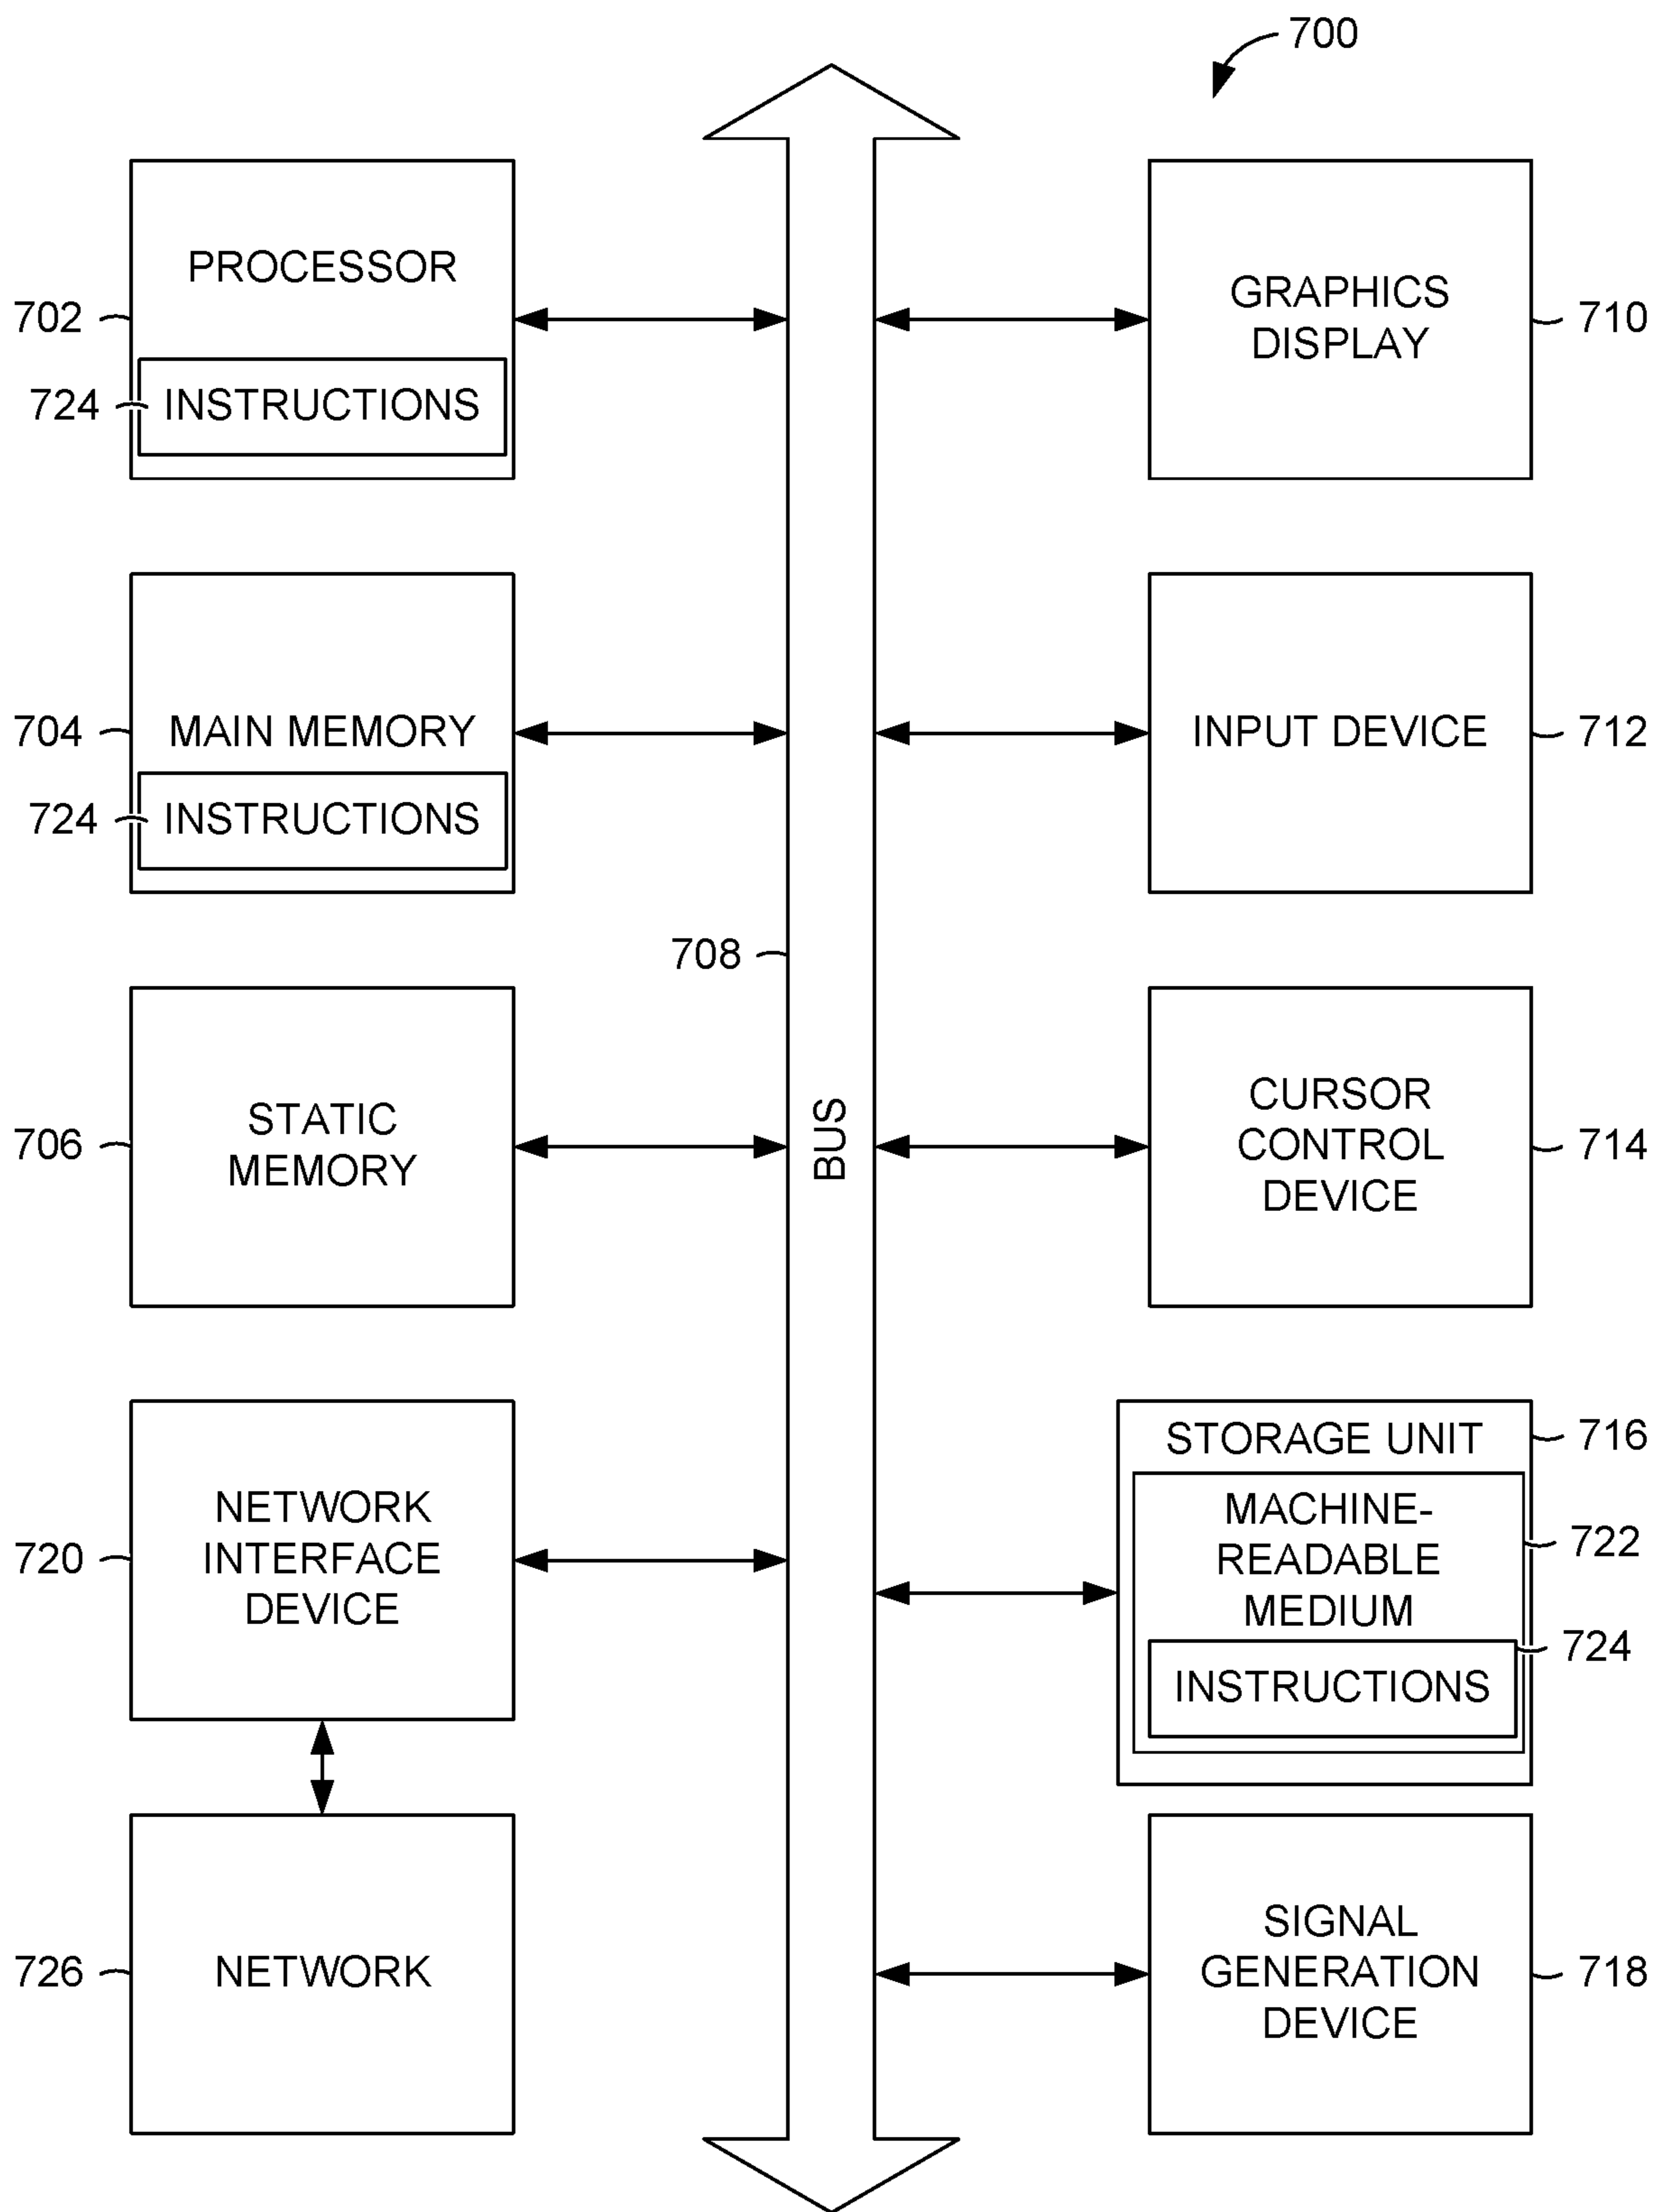 700
PROCESSOR
702
724
INSTRUCTIONS
GRAPHICS
DISPLAY
710
704
MAIN MEMORY
724
INSTRUCTIONS
INPUT DEVICE
712
708
BUS
706
STATIC
MEMORY
CURSOR
CONTROL
DEVICE
714
720
NETWORK
INTERFACE
DEVICE
STORAGE UNIT
716
MACHINE-
READABLE
MEDIUM
722
724
INSTRUCTIONS
726
NETWORK
SIGNAL
GENERATION
DEVICE
718